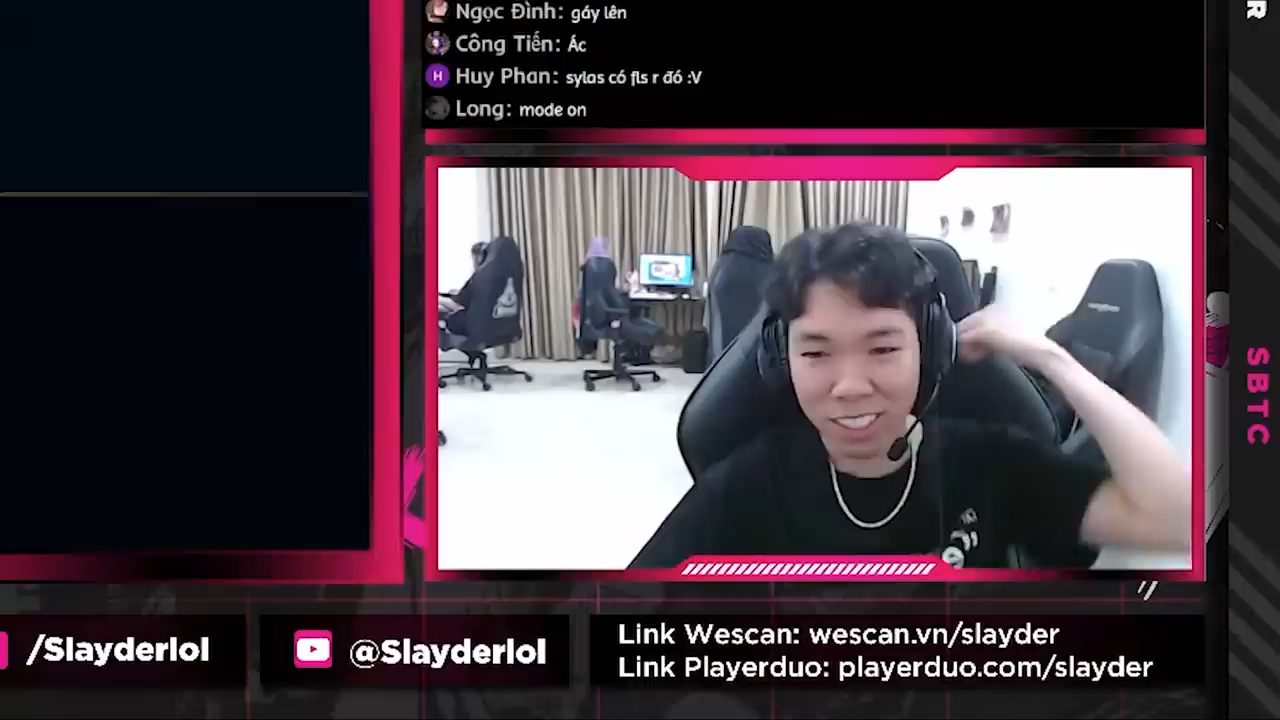 Ngọc Đình: gáy lên
Công Tiến: Ác
H Huy Phan: sylas có fls r đó :V
Long: mode on
R
SBTC
/Slayderlol
@Slayderlol
Link Wescan: wescan.vn/slayder
Link Playerduo: playerduo.com/slayder